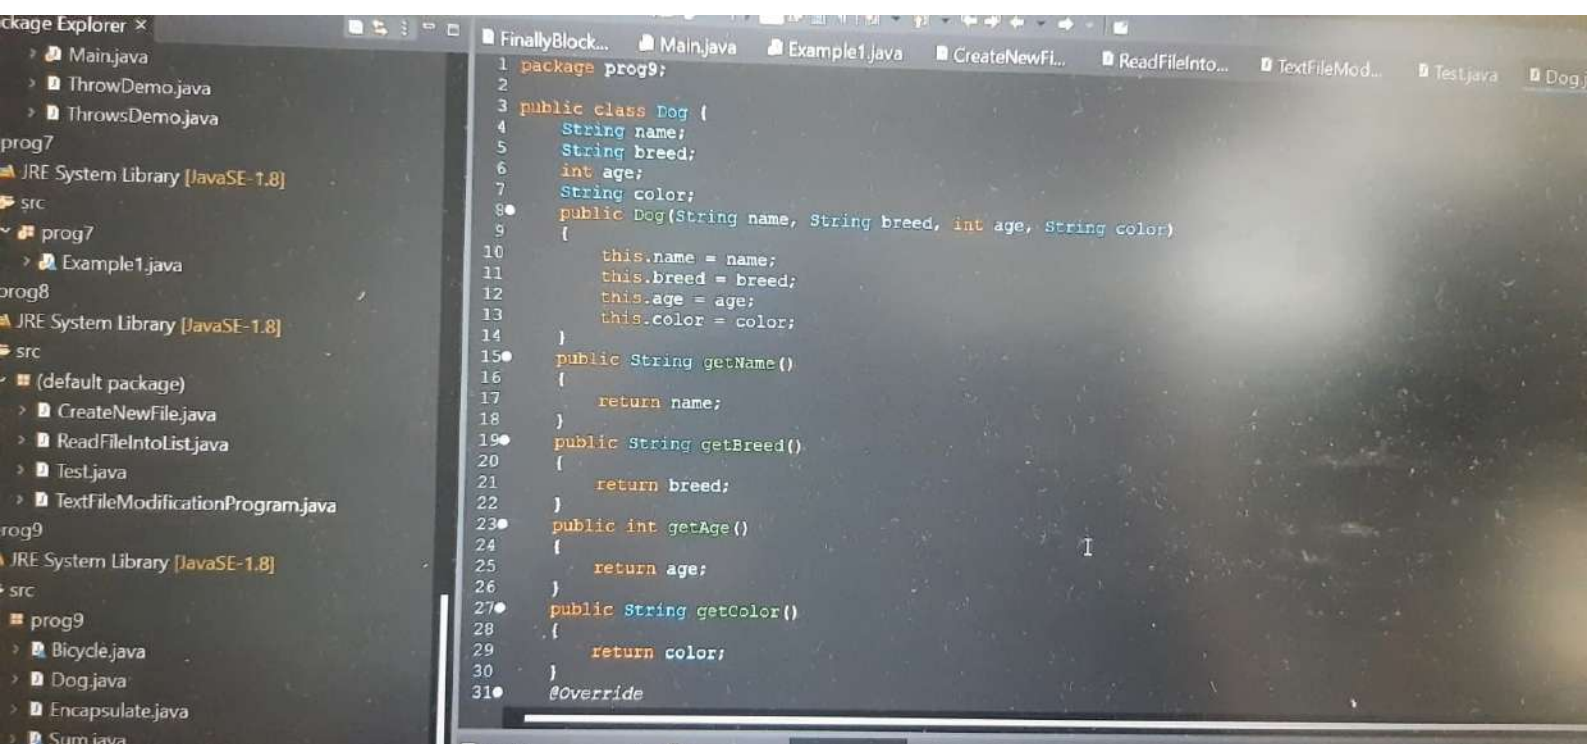 ckage Explorer ×
Main.java
ThrowDemo.java
ThrowsDemo.java
prog7
JRE System Library [JavaSE-1.8]
src
prog7
Example1.java
prog8
JRE System Library [JavaSE-1.8]
src
(default package)
CreateNewFile.java
ReadFileIntoList.java
Test.java
TextFileModificationProgram.java
rog9
JRE System Library [JavaSE-1.8]
src
prog9
Bicycle.java
Dog.java
Encapsulate.java
Sum.java
FinallyBlock... Main.java Example1.java CreateNewFi... ReadFileInto... TextFileMod... Test.java Dog.j
1 package prog9;
2
3 public class Dog {
4 String name;
5 String breed;
6 int age;
7 String color;
8 public Dog(String name, String breed, int age, String color)
9 {
10 this.name = name;
11 this.breed = breed;
12 this.age = age;
13 this.color = color;
14 }
15 public String getName()
16 {
17 return name;
18 }
19 public String getBreed()
20 {
21 return breed;
22 }
23 public int getAge()
24 {
25 return age;
26 }
27 public String getColor()
28 {
29 return color;
30 }
31 @Override